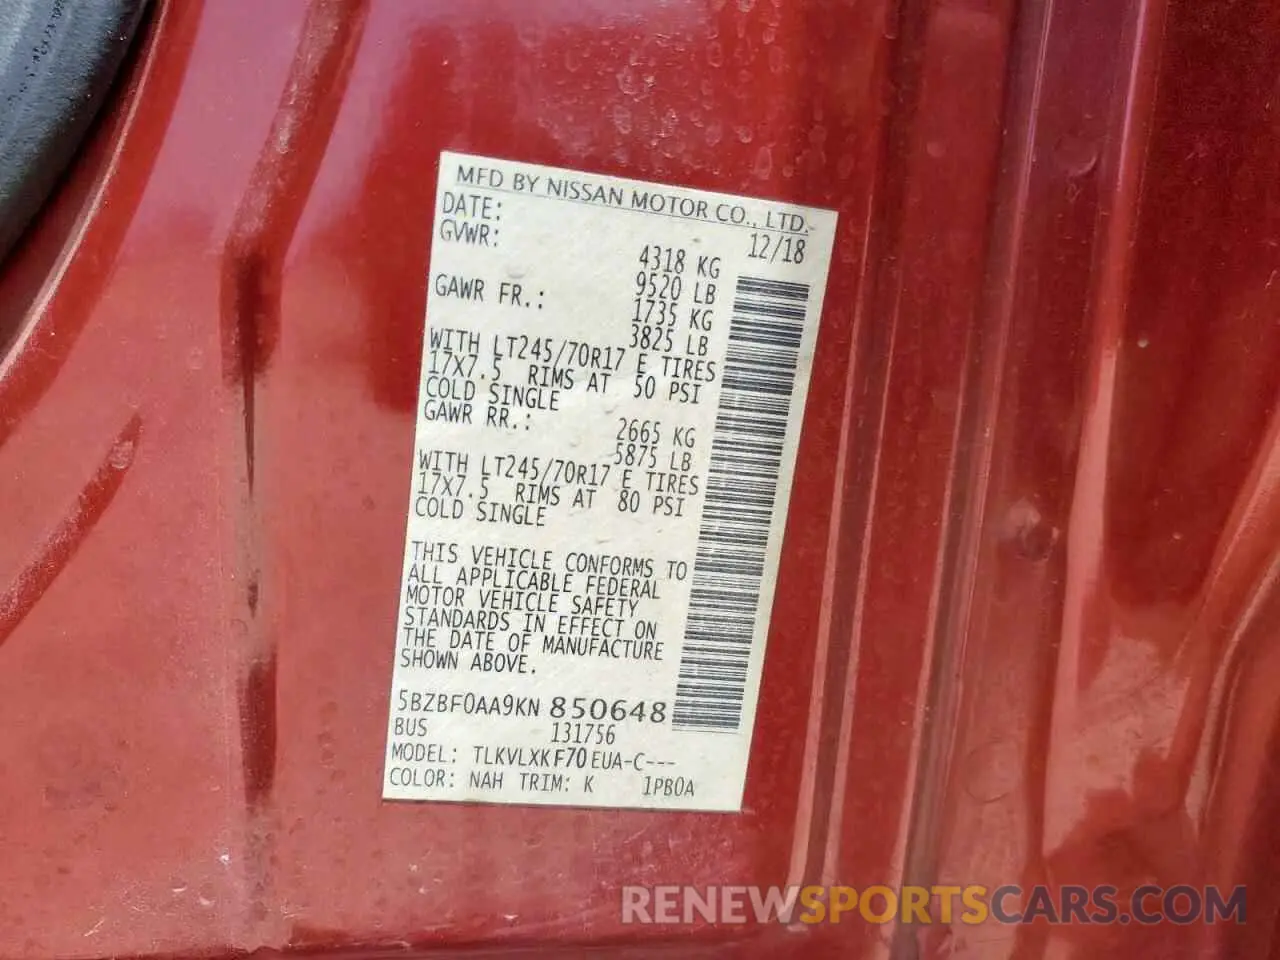 MFD BY NISSAN MOTOR CO., LTD.
DATE: 12/18
GVWR: 4318 KG
9520 LB
GAWR FR.: 1735 KG
3825 LB
WITH LT245/70R17 E TIRES
17X7.5 RIMS AT 50 PSI
COLD SINGLE
GAWR RR.: 2665 KG
5875 LB
WITH LT245/70R17 E TIRES
17X7.5 RIMS AT 80 PSI
COLD SINGLE
THIS VEHICLE CONFORMS TO
ALL APPLICABLE FEDERAL
MOTOR VEHICLE SAFETY
STANDARDS IN EFFECT ON
THE DATE OF MANUFACTURE
SHOWN ABOVE.
5BZBF0AA9KN 850648
BUS 131756
MODEL: TLKVLXKF70EUA-C---
COLOR: NAH TRIM: K 1PB0A
RENEWSPORTSCARS.COM